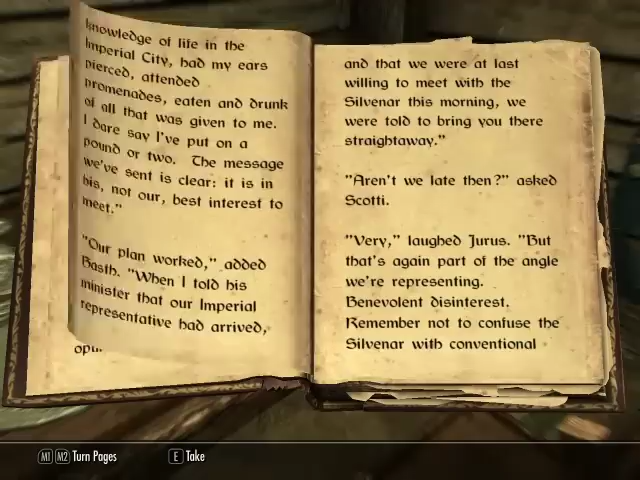 knowledge of life in the
Imperial City, had my ears
pierced, attended
promenades, eaten and drunk
of all that was given to me.
I dare say I've put on a
pound or two. The message
we've sent is clear: it is in
his, not our, best interest to
meet."
"Our plan worked," added
Basth. "When I told his
minister that our Imperial
representative had arrived,
and that we were at last
willing to meet with the
Silvenar this morning, we
were told to bring you there
straightaway."
"Aren't we late then?" asked
Scotti.
"Very," laughed Jurus. "But
that's again part of the angle
we're representing.
Benevolent disinterest.
Remember not to confuse the
Silvenar with conventional
M1 M2 Turn Pages
E Take